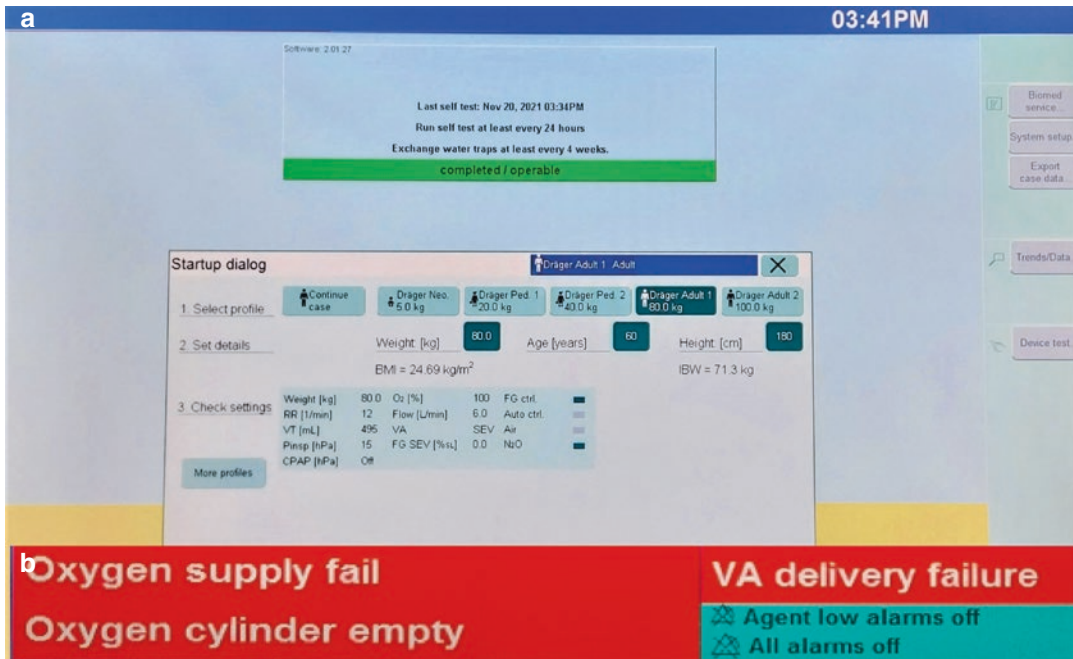 a
03:41PM
Software: 2.01.27
Last self test: Nov 20, 2021 03:34PM
Run self test at least every 24 hours
Exchange water traps at least every 4 weeks.
completed / operable
Biomed
service...
System setup
Export
case data...
Trends/Data
Device test
Startup dialog
Dräger Adult 1 Adult
X
1. Select profile
Continue
case
Dräger Neo.
5.0 kg
Dräger Ped. 1
20.0 kg
Dräger Ped. 2
40.0 kg
Dräger Adult 1
80.0 kg
Dräger Adult 2
100.0 kg
2. Set details
Weight [kg] 80.0 Age [years] 60 Height [cm] 180
BMI = 24.69 kg/m² IBW = 71.3 kg
3. Check settings
Weight [kg] 80.0 O₂ [%] 100 FG ctrl.
RR [1/min] 12 Flow [L/min] 6.0 Auto ctrl.
VT [mL] 495 VA SEV Air
Pinsp [hPa] 15 FG SEV [%SL] 0.0 N₂O
CPAP [hPa] Off
More profiles
b
Oxygen supply fail
Oxygen cylinder empty
VA delivery failure
Agent low alarms off
All alarms off